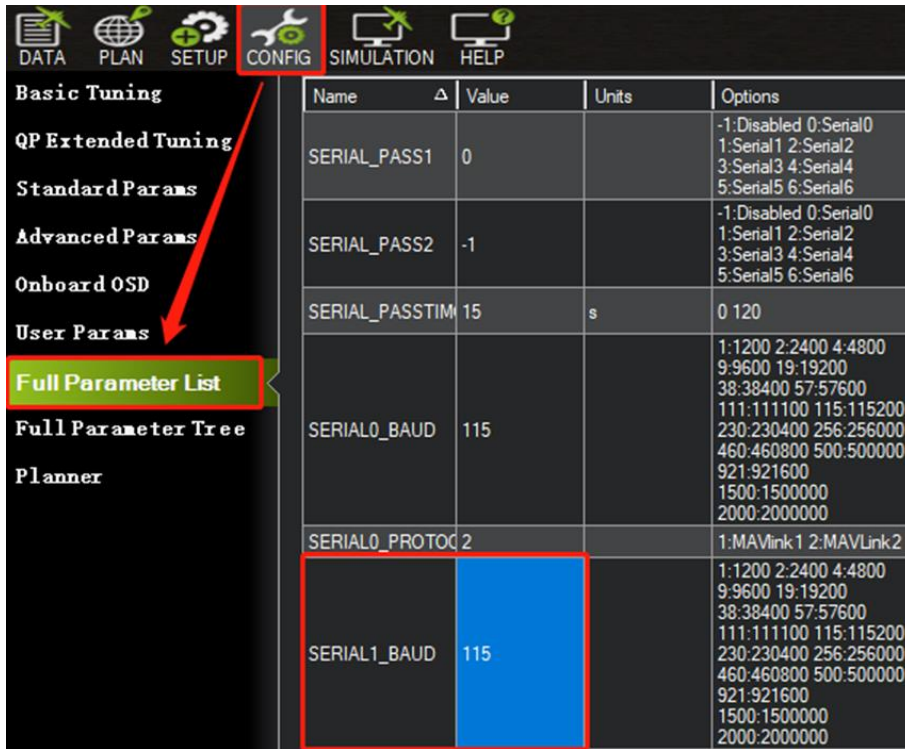 DATA PLAN SETUP CONFIG SIMULATION HELP
Basic Tuning
QP Extended Tuning
Standard Params
Advanced Params
Onboard OSD
User Params
Full Parameter List
Full Parameter Tree
Planner
Name Value Units Options
SERIAL_PASS1 0
-1:Disabled 0:Serial0
1:Serial1 2:Serial2
3:Serial3 4:Serial4
5:Serial5 6:Serial6
SERIAL_PASS2 -1
-1:Disabled 0:Serial0
1:Serial1 2:Serial2
3:Serial3 4:Serial4
5:Serial5 6:Serial6
SERIAL_PASSTIM 15 s 0 120
SERIAL0_BAUD 115
1:1200 2:2400 4:4800
9:9600 19:19200
38:38400 57:57600
111:111100 115:115200
230:230400 256:256000
460:460800 500:500000
921:921600
1500:1500000
2000:2000000
SERIAL0_PROTOC 2 1:MAVlink1 2:MAVLink2
SERIAL1_BAUD 115
1:1200 2:2400 4:4800
9:9600 19:19200
38:38400 57:57600
111:111100 115:115200
230:230400 256:256000
460:460800 500:500000
921:921600
1500:1500000
2000:2000000